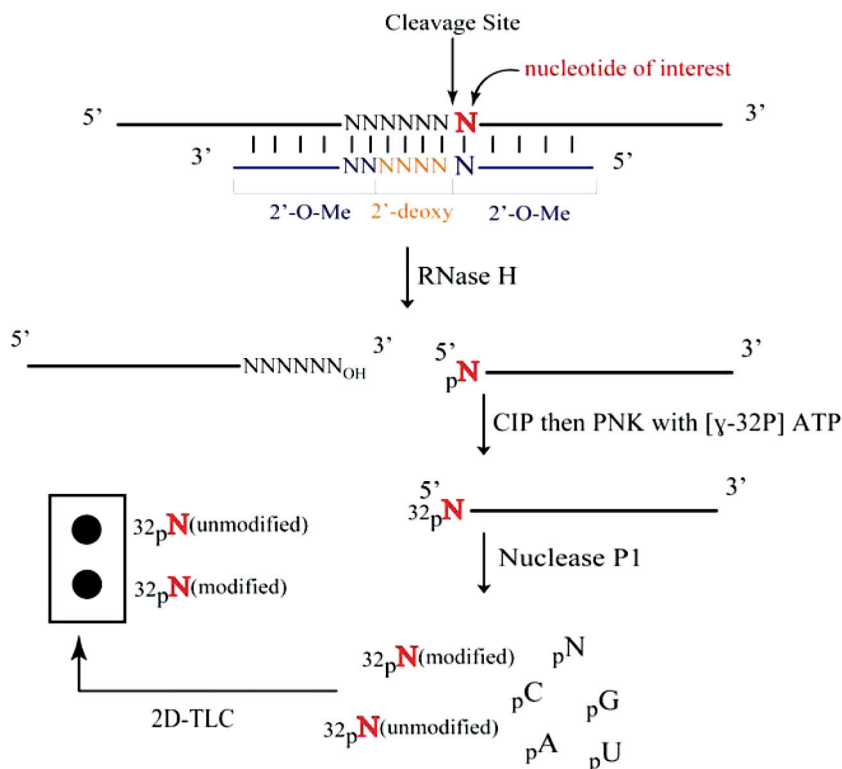 Cleavage Site
nucleotide of interest
5’ NNNNNN N 3’
3’ NNNNNN N 5’
2’-O-Me 2’-deoxy 2’-O-Me
RNase H
5’ NNNNNNOH 3’
5’ pN 3’
CIP then PNK with [γ-32P] ATP
5’ 32pN 3’
Nuclease P1
32pN(unmodified)
32pN(modified)
32pN(modified) pN
pC pG
32pN(unmodified)
pA pU
2D-TLC